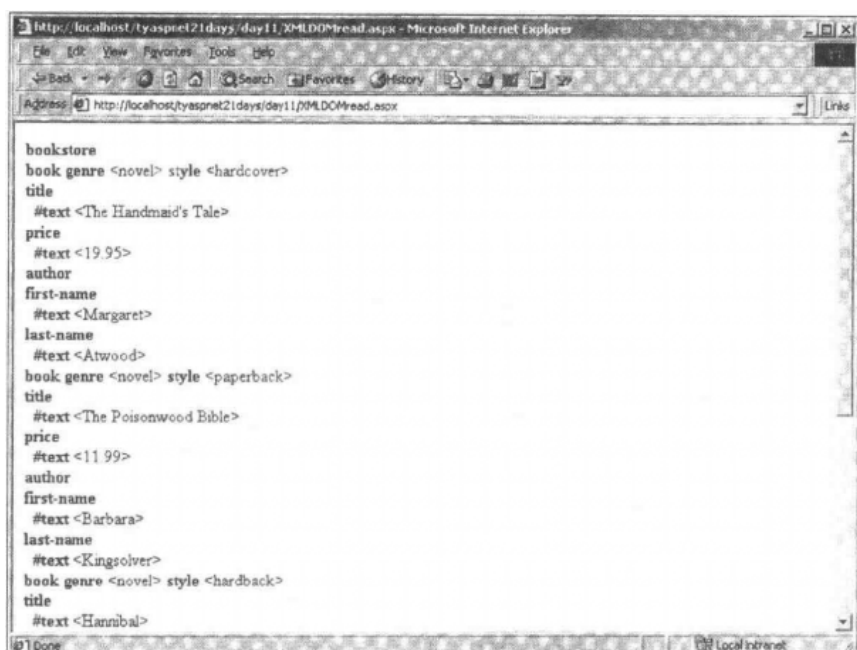 http://localhost/tyaspnet21days/day11/XMLDOMread.aspx - Microsoft Internet Explorer
File Edit View Favorites Tools Help
Back Search Favorites History
Address http://localhost/tyaspnet21days/day11/XMLDOMread.aspx Links
bookstore
book genre <novel> style <hardcover>
title
#text <The Handmaid's Tale>
price
#text <19.95>
author
first-name
#text <Margaret>
last-name
#text <Atwood>
book genre <novel> style <paperback>
title
#text <The Poisonwood Bible>
price
#text <11.99>
author
first-name
#text <Barbara>
last-name
#text <Kingsolver>
book genre <novel> style <hardback>
title
#text <Hannibal>
Done Local intranet